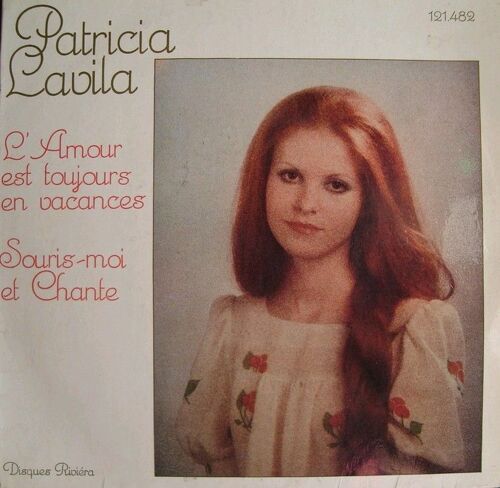 Patricia
Lavila
121.482
L'Amour
est toujours
en vacances
Souris-moi
et Chante
Disques Riviéra